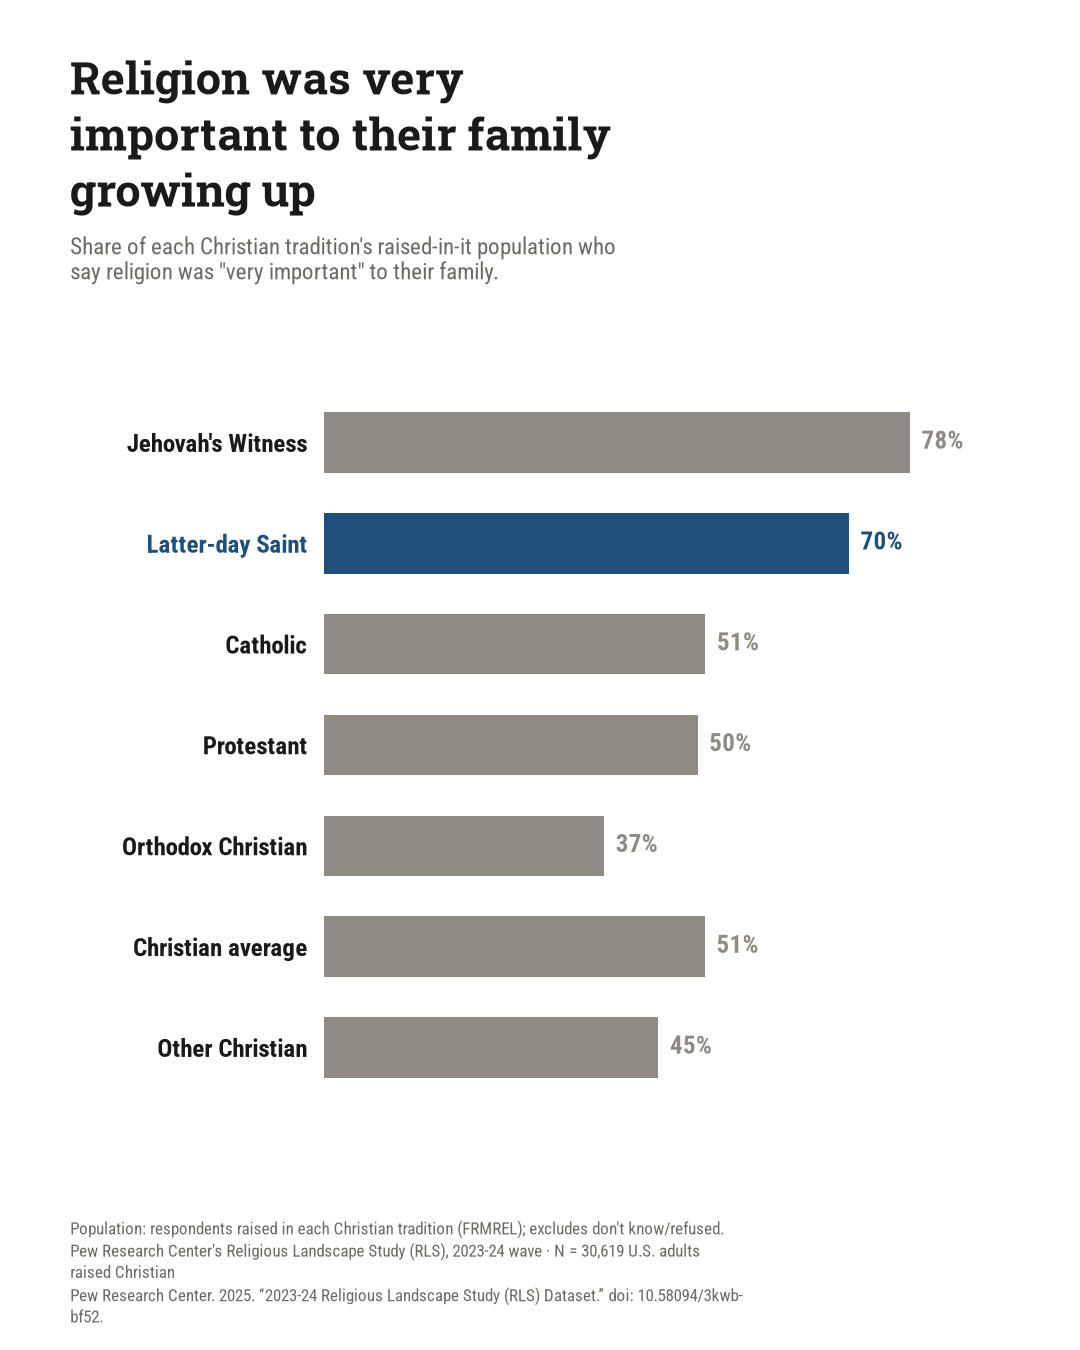 Religion was very
important to their family
growing up
Share of each Christian tradition's raised-in-it population who
say religion was "very important" to their family.
Jehovah's Witness 78%
Latter-day Saint 70%
Catholic 51%
Protestant 50%
Orthodox Christian 37%
Christian average 51%
Other Christian 45%
Population: respondents raised in each Christian tradition (FRMREL); excludes don't know/refused.
Pew Research Center's Religious Landscape Study (RLS), 2023-24 wave · N = 30,619 U.S. adults
raised Christian
Pew Research Center. 2025. “2023-24 Religious Landscape Study (RLS) Dataset.” doi: 10.58094/3kwb-
bf52.